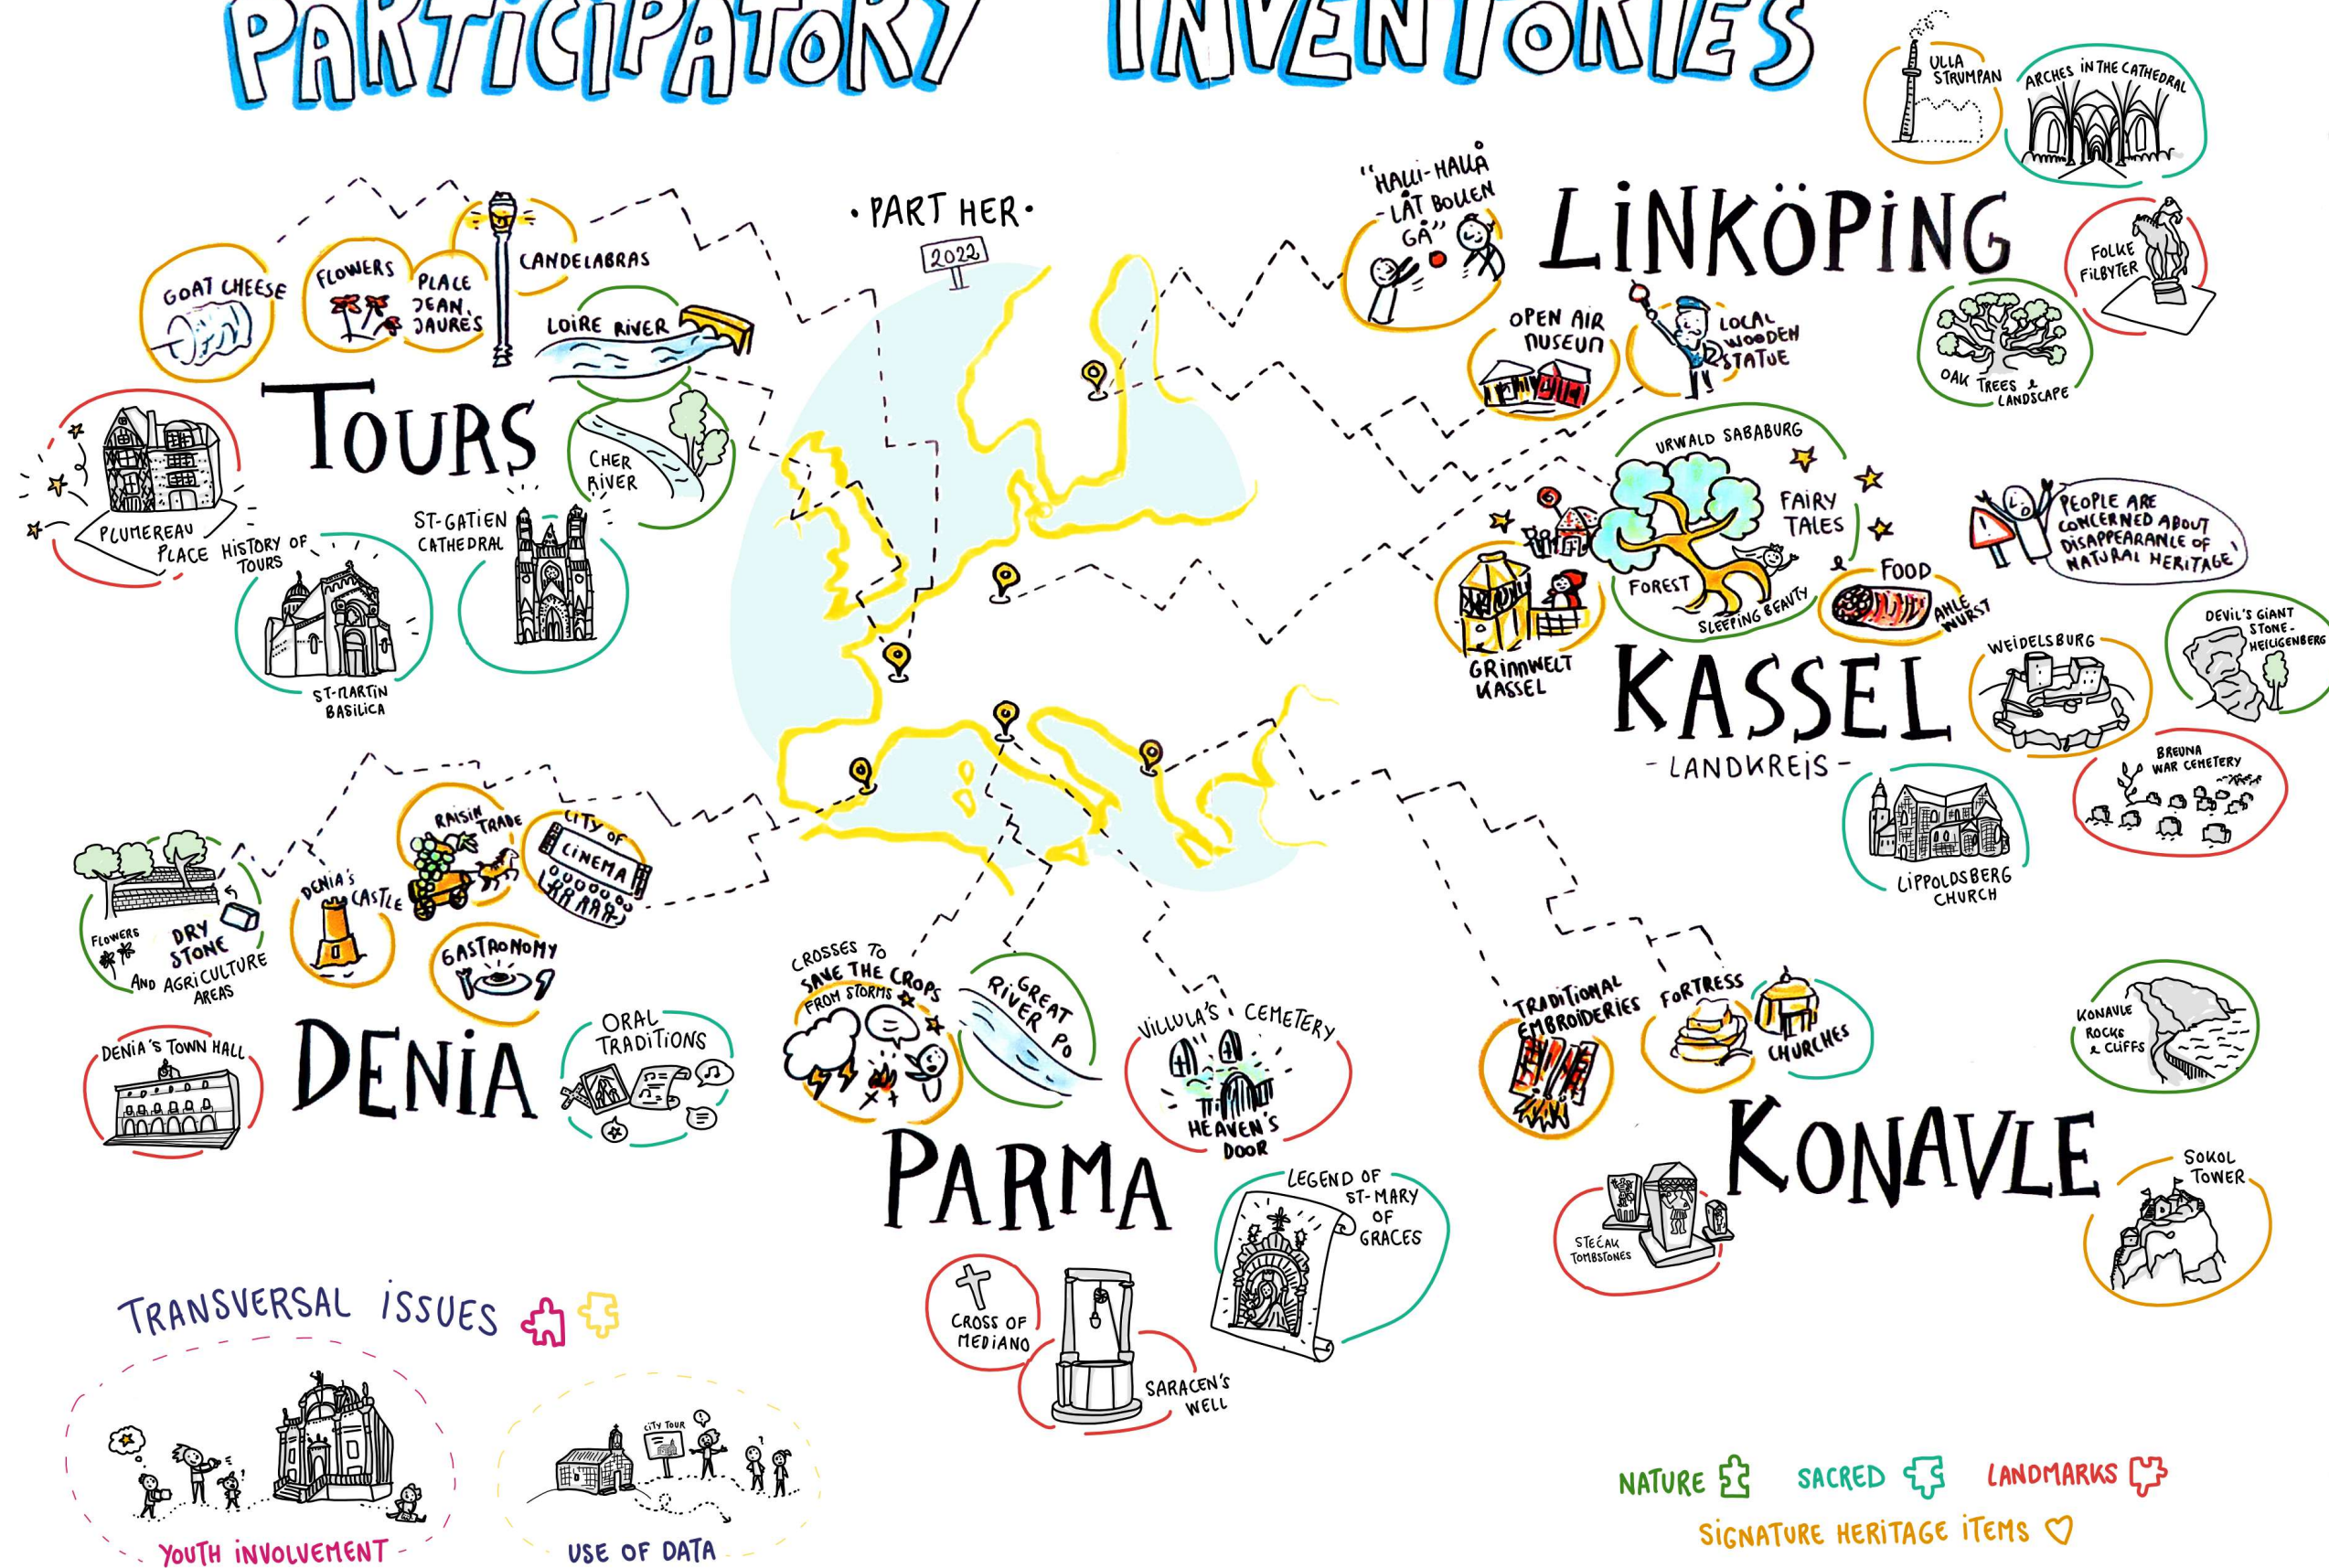 PARTICIPATORY INVENTORIES
• PART HER •
2022
GOAT CHEESE
FLOWERS
PLACE
JEAN
JAURÈS
CANDELABRAS
LOIRE RIVER
TOURS
CHER
RIVER
PLUMEREAU
PLACE
HISTORY OF
TOURS
ST-MARTIN
BASILICA
ST-GATIEN
CATHEDRAL
"HALLI-HALLÅ
- LÅT BOLLEN
GÅ"
LINKÖPING
ULLA
STRUMPAN
ARCHES IN THE CATHEDRAL
FOLKE
FILBYTER
OPEN AIR
MUSEUM
LOCAL
WOODEN
STATUE
OAK TREES &
LANDSCAPE
URWALD SABABURG
FAIRY
TALES
&
FOREST
SLEEPING BEAUTY
FOOD
AHLE
WURST
GRIMMWELT
KASSEL
PEOPLE ARE
CONCERNED ABOUT
DISAPPEARANCE OF
NATURAL HERITAGE!
KASSEL
- LANDKREIS -
WEIDELSBURG
DEVIL'S GIANT
STONE -
HEILIGENBERG
BREUNA
WAR CEMETERY
LIPPOLDSBERG
CHURCH
RAISIN
TRADE
CITY OF
CINEMA
DENIA'S
CASTLE
GASTRONOMY
FLOWERS
DRY
STONE
AND AGRICULTURE
AREAS
DENIA'S TOWN HALL
DENIA
ORAL
TRADITIONS
CROSSES TO
SAVE THE CROPS
FROM STORMS
GREAT
RIVER PO
VILLULA'S CEMETERY
HEAVEN'S
DOOR
PARMA
LEGEND OF
ST-MARY
OF
GRACES
CROSS OF
MEDIANO
SARACEN'S
WELL
TRADITIONAL
EMBROIDERIES
FORTRESS
CHURCHES
KONAVLE
ROCKS
& CLIFFS
KONAVLE
STEĆAK
TOMBSTONES
SOKOL
TOWER
TRANSVERSAL ISSUES
CITY TOUR
YOUTH INVOLVEMENT
USE OF DATA
NATURE
SACRED
LANDMARKS
SIGNATURE HERITAGE ITEMS